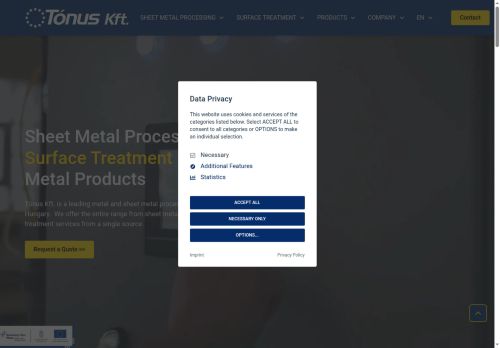 Tónus Kft.
SHEET METAL PROCESSING
SURFACE TREATMENT
PRODUCTS
COMPANY
EN
Contact
Sheet Metal Proces
Surface Treatment
Metal Products
Tónus Kft. is a leading metal and sheet metal proce
Hungary. We offer the entire range from sheet meta
treatment services from a single source.
Request a Quote >>
Data Privacy
This website uses cookies and services of the
categories listed below. Select ACCEPT ALL to
consent to all categories or OPTIONS to make
an individual selection.
Necessary
Additional Features
Statistics
ACCEPT ALL
NECESSARY ONLY
OPTIONS...
Imprint
Privacy Policy